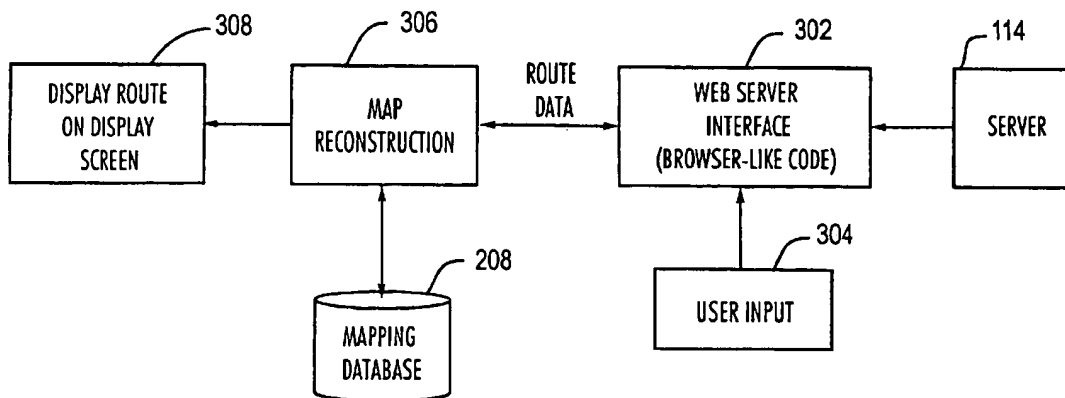 308
306
302
114
DISPLAY ROUTE
ON DISPLAY
SCREEN
MAP
RECONSTRUCTION
ROUTE
DATA
WEB SERVER
INTERFACE
(BROWSER-LIKE CODE)
SERVER
208
MAPPING
DATABASE
304
USER INPUT